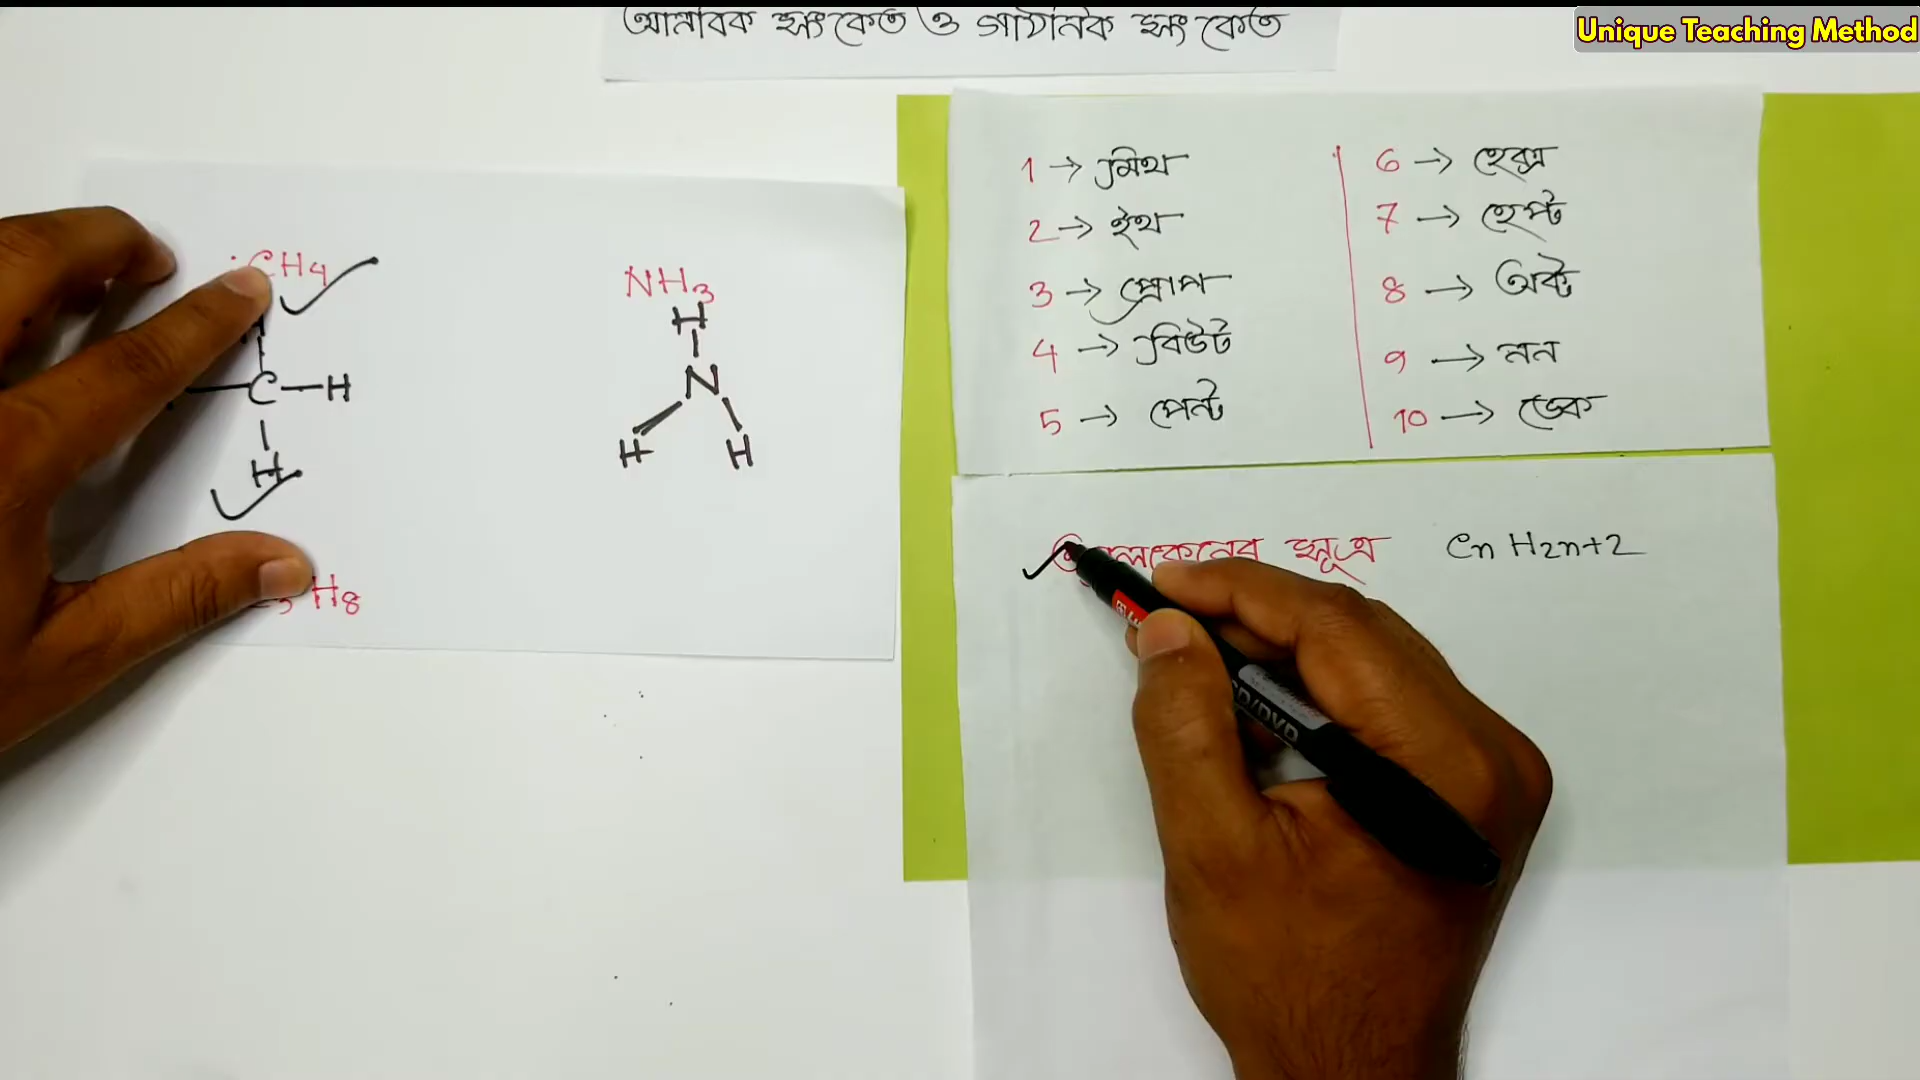 আনবিক সংকেত ও গাঠনিক সংকেত
Unique Teaching Method
CH4
H
C-H
H
H8
NH3
H
N
H H
1 → মিথ
2 → ইথ
3 → প্রোপ
4 → বিউট
5 → পেন্ট
6 → হেক্স
7 → হেপ্ট
8 → অক্ট
9 → নন
10 → ডেক
সূত্র CnH2n+2